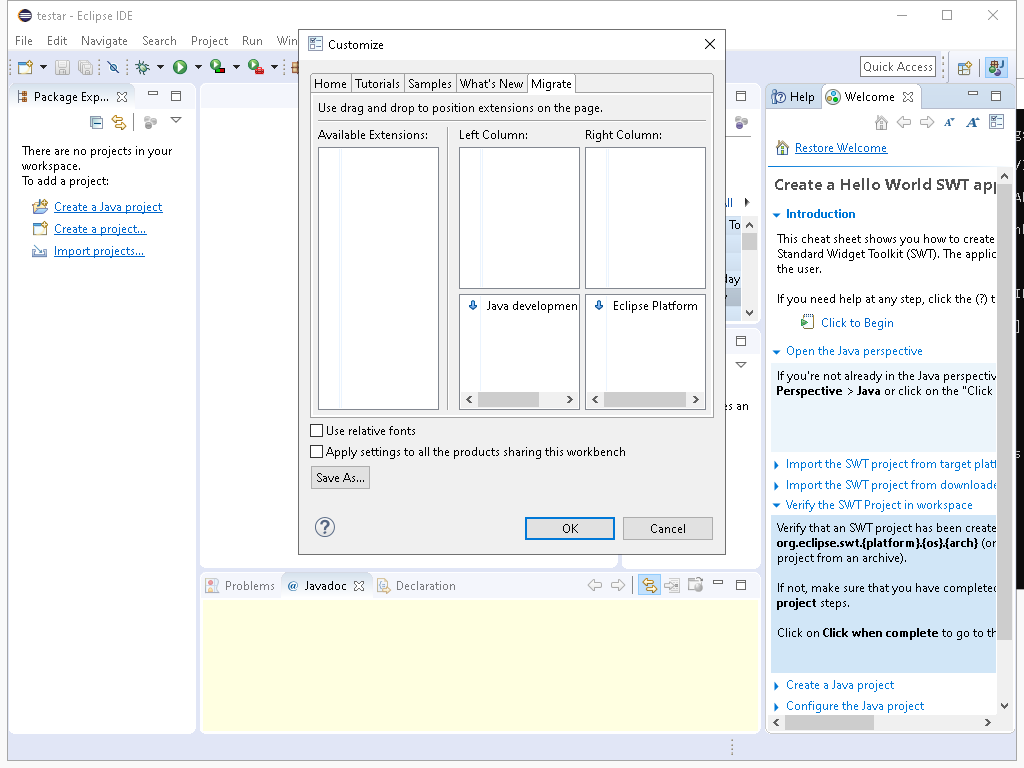 testar - Eclipse IDE
File Edit Navigate Search Project Run Win
Quick Access
Package Exp...
There are no projects in your
workspace.
To add a project:
Create a Java project
Create a project...
Import projects...
Customize
Home Tutorials Samples What's New Migrate
Use drag and drop to position extensions on the page.
Available Extensions: Left Column: Right Column:
Java developmen Eclipse Platform
Use relative fonts
Apply settings to all the products sharing this workbench
Save As...
OK Cancel
All
To
day
es an
Problems @ Javadoc Declaration
Help Welcome
Restore Welcome
Create a Hello World SWT app
Introduction
This cheat sheet shows you how to create
Standard Widget Toolkit (SWT). The applic
the user.
If you need help at any step, click the (?) t
Click to Begin
Open the Java perspective
If you're not already in the Java perspectiv
Perspective > Java or click on the "Click
Import the SWT project from target platf
Import the SWT project from downloade
Verify the SWT Project in workspace
Verify that an SWT project has been create
org.eclipse.swt.{platform}.{os}.{arch} (or
project from an archive).
If not, make sure that you have completed
project steps.
Click on Click when complete to go to th
Create a Java project
Configure the Java project